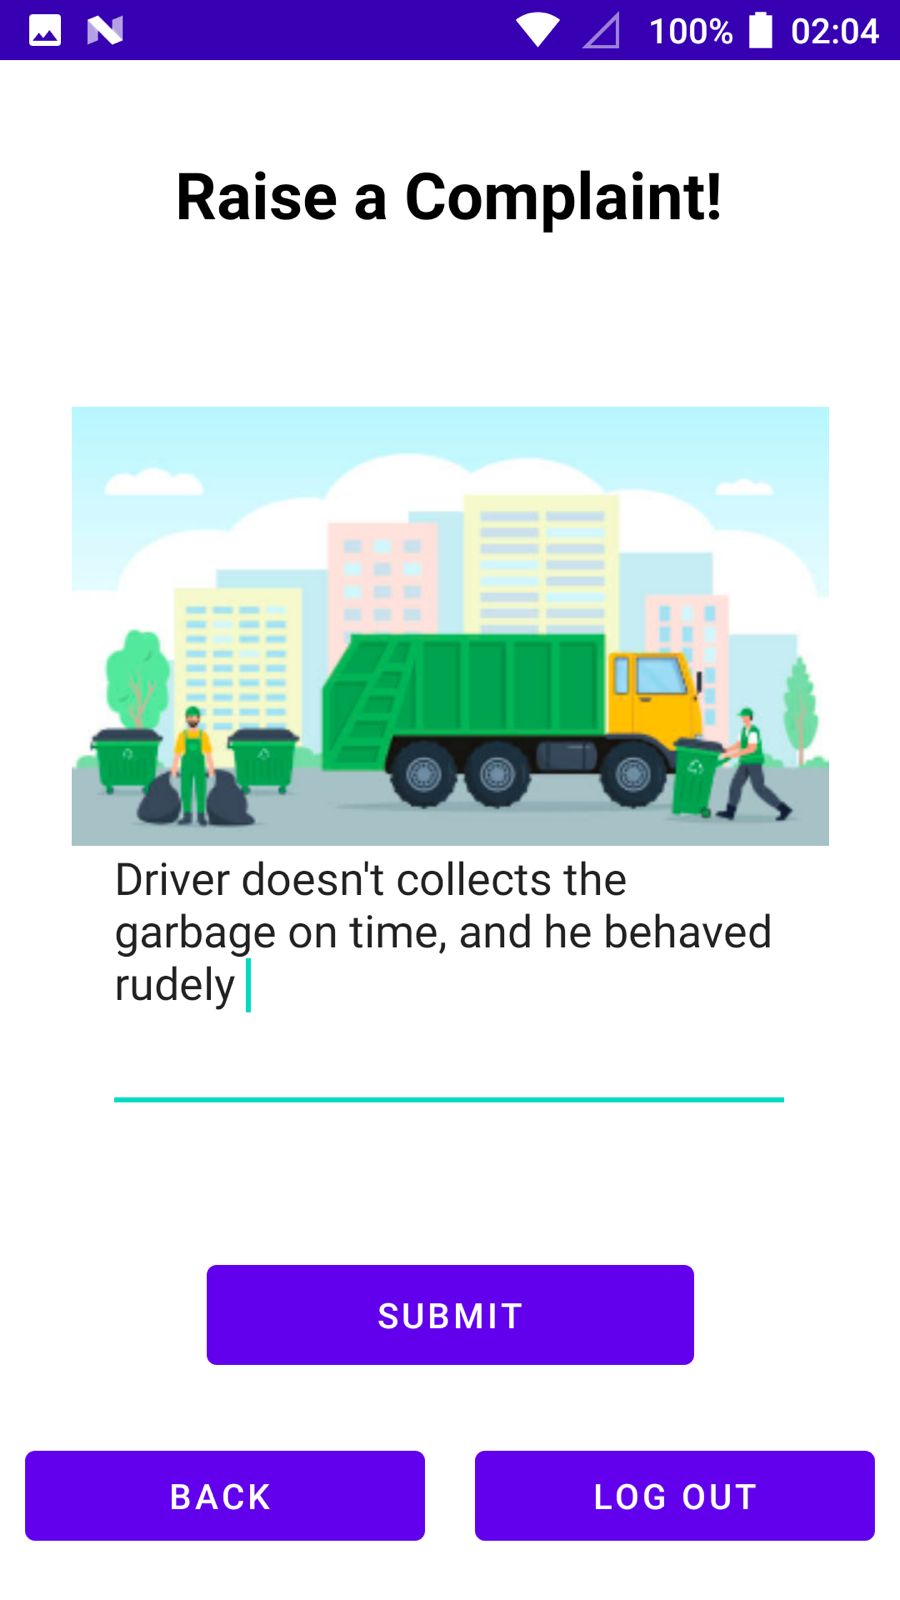 100% 02:04
Raise a Complaint!
Driver doesn't collects the
garbage on time, and he behaved
rudely
SUBMIT
BACK
LOG OUT